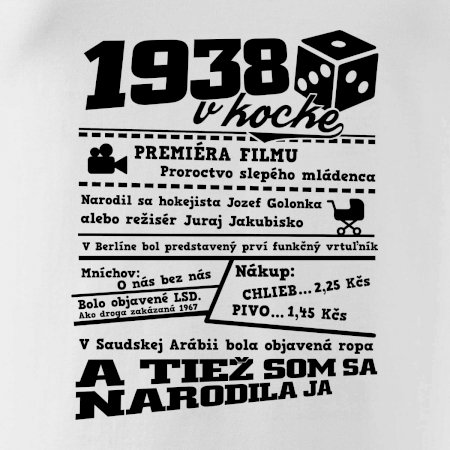 1938
v kocke
PREMIÉRA FILMU
Proroctvo slepého mládenca
Narodil sa hokejista Jozef Golonka
alebo režisér Juraj Jakubisko
V Berlíne bol predstavený prví funkčný vrtuľník
Mníchov:
O nás bez nás
Bolo objavené LSD.
Ako droga zakázaná 1967
Nákup:
CHLIEB... 2,25 Kčs
PIVO... 1,45 Kčs
V Saudskej Arábii bola objavená ropa
A TIEŽ SOM SA
NARODILA JA